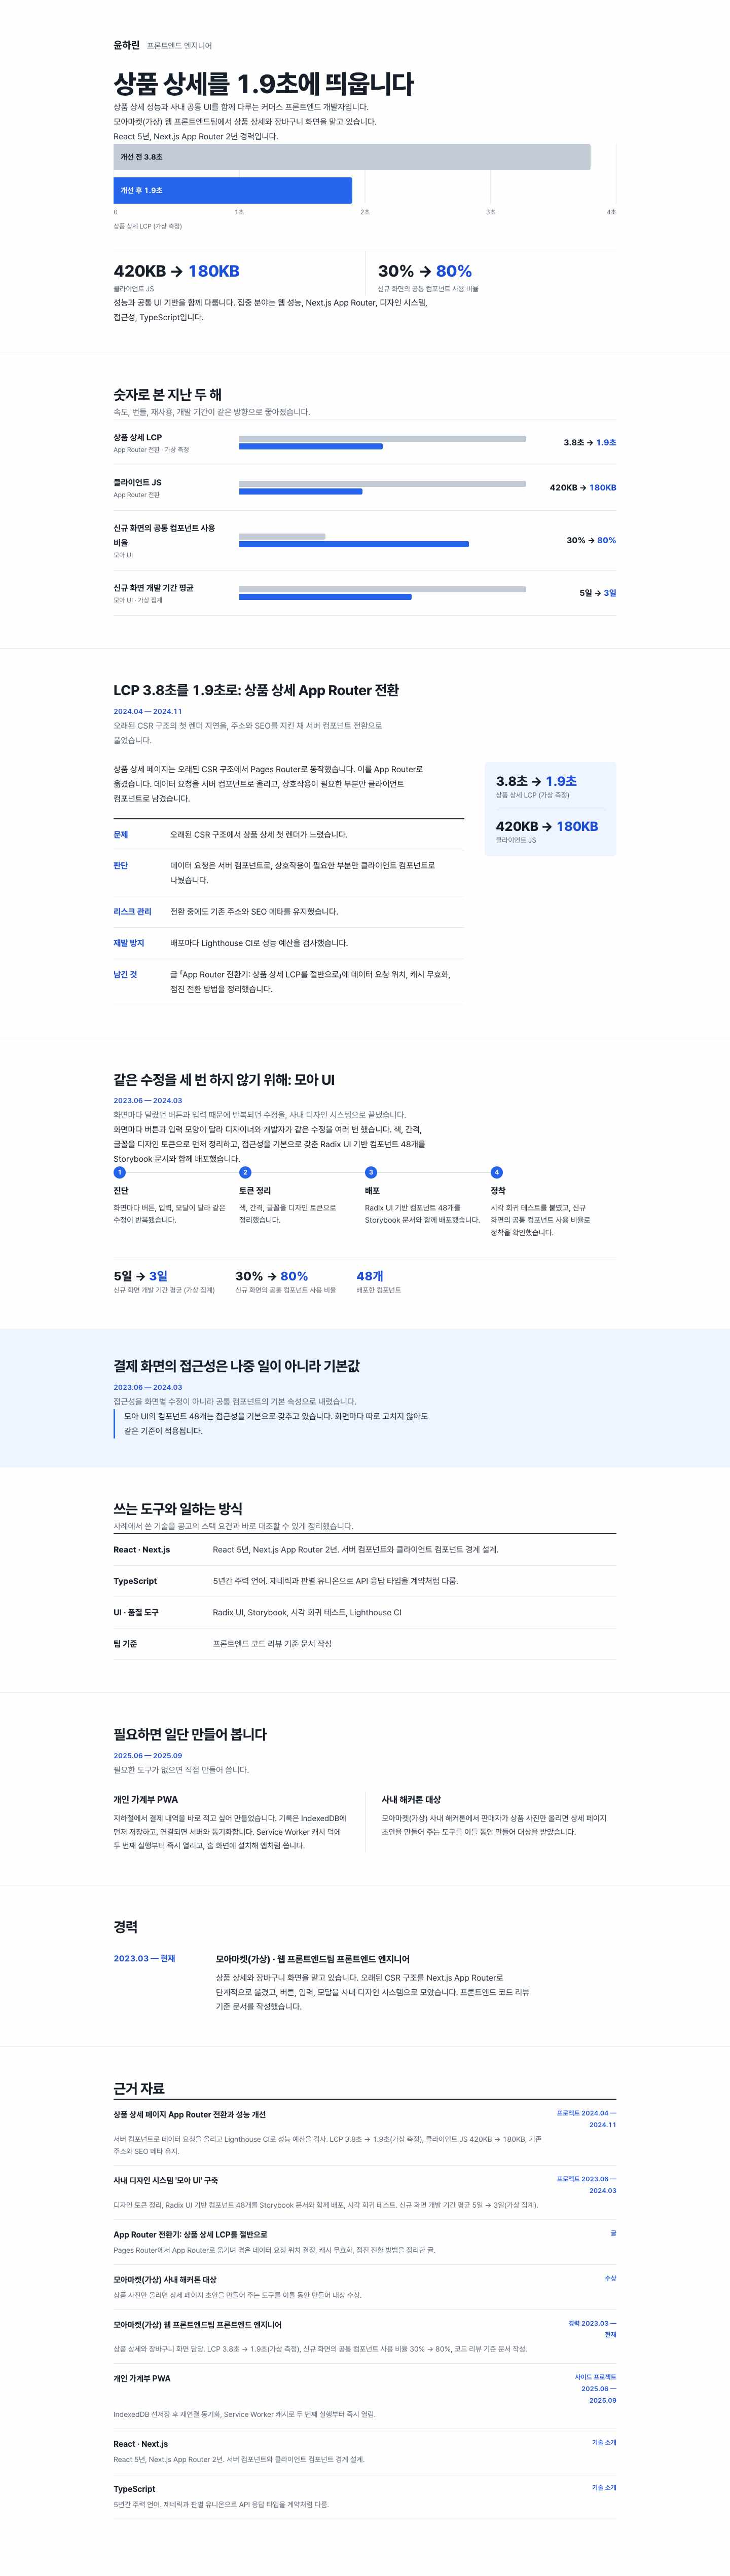 윤하린 프론트엔드 엔지니어
상품 상세를 1.9초에 띄웁니다
상품 상세 성능과 사내 공통 UI를 함께 다루는 커머스 프론트엔드 개발자입니다.
모아마켓(가상) 웹 프론트엔드팀에서 상품 상세와 장바구니 화면을 맡고 있습니다.
React 5년, Next.js App Router 2년 경력입니다.
개선 전 3.8초
개선 후 1.9초
0 1초 2초 3초 4초
상품 상세 LCP (가상 측정)
420KB → 180KB
클라이언트 JS
30% → 80%
신규 화면의 공통 컴포넌트 사용 비율
성능과 공통 UI 기반을 함께 다룹니다. 집중 분야는 웹 성능, Next.js App Router, 디자인 시스템,
접근성, TypeScript입니다.
숫자로 본 지난 두 해
속도, 번들, 재사용, 개발 기간이 같은 방향으로 좋아졌습니다.
상품 상세 LCP
App Router 전환 · 가상 측정
3.8초 → 1.9초
클라이언트 JS
App Router 전환
420KB → 180KB
신규 화면의 공통 컴포넌트 사용
비율
모아 UI
30% → 80%
신규 화면 개발 기간 평균
모아 UI · 가상 집계
5일 → 3일
LCP 3.8초를 1.9초로: 상품 상세 App Router 전환
2024.04 — 2024.11
오래된 CSR 구조의 첫 렌더 지연을, 주소와 SEO를 지킨 채 서버 컴포넌트 전환으로
풀었습니다.
상품 상세 페이지는 오래된 CSR 구조에서 Pages Router로 동작했습니다. 이를 App Router로
옮겼습니다. 데이터 요청을 서버 컴포넌트로 올리고, 상호작용이 필요한 부분만 클라이언트
컴포넌트로 남겼습니다.
3.8초 → 1.9초
상품 상세 LCP (가상 측정)
420KB → 180KB
클라이언트 JS
문제 오래된 CSR 구조에서 상품 상세 첫 렌더가 느렸습니다.
판단 데이터 요청은 서버 컴포넌트로, 상호작용이 필요한 부분만 클라이언트 컴포넌트로
나눴습니다.
리스크 관리 전환 중에도 기존 주소와 SEO 메타를 유지했습니다.
재발 방지 배포마다 Lighthouse CI로 성능 예산을 검사했습니다.
남긴 것 글 「App Router 전환기: 상품 상세 LCP를 절반으로」에 데이터 요청 위치, 캐시 무효화,
점진 전환 방법을 정리했습니다.
같은 수정을 세 번 하지 않기 위해: 모아 UI
2023.06 — 2024.03
화면마다 달랐던 버튼과 입력 때문에 반복되던 수정을, 사내 디자인 시스템으로 끝냈습니다.
화면마다 버튼과 입력 모양이 달라 디자이너와 개발자가 같은 수정을 여러 번 했습니다. 색, 간격,
글꼴을 디자인 토큰으로 먼저 정리하고, 접근성을 기본으로 갖춘 Radix UI 기반 컴포넌트 48개를
Storybook 문서와 함께 배포했습니다.
1 2 3 4
진단
화면마다 버튼, 입력, 모달이 달라 같은
수정이 반복됐습니다.
토큰 정리
색, 간격, 글꼴을 디자인 토큰으로
정리했습니다.
배포
Radix UI 기반 컴포넌트 48개를
Storybook 문서와 함께 배포했습니다.
정착
시각 회귀 테스트를 붙였고, 신규
화면의 공통 컴포넌트 사용 비율로
정착을 확인했습니다.
5일 → 3일
신규 화면 개발 기간 평균 (가상 집계)
30% → 80%
신규 화면의 공통 컴포넌트 사용 비율
48개
배포한 컴포넌트
결제 화면의 접근성은 나중 일이 아니라 기본값
2023.06 — 2024.03
접근성을 화면별 수정이 아니라 공통 컴포넌트의 기본 속성으로 내렸습니다.
모아 UI의 컴포넌트 48개는 접근성을 기본으로 갖추고 있습니다. 화면마다 따로 고치지 않아도
같은 기준이 적용됩니다.
쓰는 도구와 일하는 방식
사례에서 쓴 기술을 공고의 스택 요건과 바로 대조할 수 있게 정리했습니다.
React · Next.js React 5년, Next.js App Router 2년. 서버 컴포넌트와 클라이언트 컴포넌트 경계 설계.
TypeScript 5년간 주력 언어. 제네릭과 판별 유니온으로 API 응답 타입을 계약처럼 다룸.
UI · 품질 도구 Radix UI, Storybook, 시각 회귀 테스트, Lighthouse CI
팀 기준 프론트엔드 코드 리뷰 기준 문서 작성
필요하면 일단 만들어 봅니다
2025.06 — 2025.09
필요한 도구가 없으면 직접 만들어 씁니다.
개인 가계부 PWA
지하철에서 결제 내역을 바로 적고 싶어 만들었습니다. 기록은 IndexedDB에
먼저 저장하고, 연결되면 서버와 동기화합니다. Service Worker 캐시 덕에
두 번째 실행부터 즉시 열리고, 홈 화면에 설치해 앱처럼 씁니다.
사내 해커톤 대상
모아마켓(가상) 사내 해커톤에서 판매자가 상품 사진만 올리면 상세 페이지
초안을 만들어 주는 도구를 이틀 동안 만들어 대상을 받았습니다.
경력
2023.03 — 현재
모아마켓(가상) · 웹 프론트엔드팀 프론트엔드 엔지니어
상품 상세와 장바구니 화면을 맡고 있습니다. 오래된 CSR 구조를 Next.js App Router로
단계적으로 옮겼고, 버튼, 입력, 모달을 사내 디자인 시스템으로 모았습니다. 프론트엔드 코드 리뷰
기준 문서를 작성했습니다.
근거 자료
상품 상세 페이지 App Router 전환과 성능 개선
프로젝트 2024.04 —
2024.11
서버 컴포넌트로 데이터 요청을 올리고 Lighthouse CI로 성능 예산을 검사. LCP 3.8초 → 1.9초(가상 측정), 클라이언트 JS 420KB → 180KB, 기존
주소와 SEO 메타 유지.
사내 디자인 시스템 '모아 UI' 구축
프로젝트 2023.06 —
2024.03
디자인 토큰 정리, Radix UI 기반 컴포넌트 48개를 Storybook 문서와 함께 배포, 시각 회귀 테스트. 신규 화면 개발 기간 평균 5일 → 3일(가상 집계).
App Router 전환기: 상품 상세 LCP를 절반으로
글
Pages Router에서 App Router로 옮기며 겪은 데이터 요청 위치 결정, 캐시 무효화, 점진 전환 방법을 정리한 글.
모아마켓(가상) 사내 해커톤 대상
수상
상품 사진만 올리면 상세 페이지 초안을 만들어 주는 도구를 이틀 동안 만들어 대상 수상.
모아마켓(가상) 웹 프론트엔드팀 프론트엔드 엔지니어
경력 2023.03 —
현재
상품 상세와 장바구니 화면 담당. LCP 3.8초 → 1.9초(가상 측정), 신규 화면의 공통 컴포넌트 사용 비율 30% → 80%, 코드 리뷰 기준 문서 작성.
개인 가계부 PWA
사이드 프로젝트
2025.06 —
2025.09
IndexedDB 선저장 후 재연결 동기화, Service Worker 캐시로 두 번째 실행부터 즉시 열림.
React · Next.js
기술 소개
React 5년, Next.js App Router 2년. 서버 컴포넌트와 클라이언트 컴포넌트 경계 설계.
TypeScript
기술 소개
5년간 주력 언어. 제네릭과 판별 유니온으로 API 응답 타입을 계약처럼 다룸.